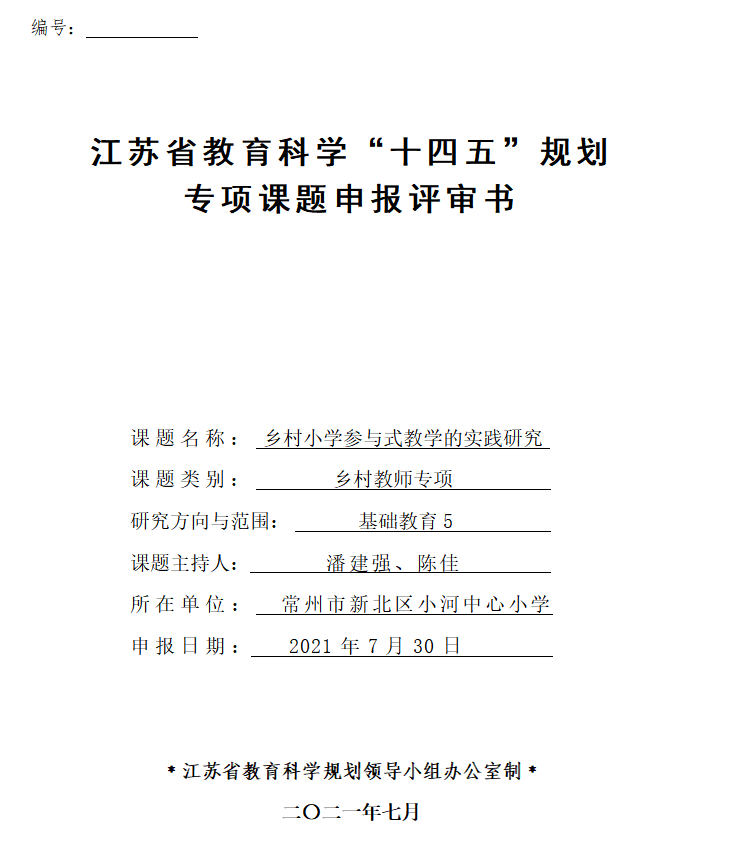 编号：
江苏省教育科学“十四五”规划
专项课题申报评审书
课题名称：乡村小学参与式教学的实践研究
课题类别：乡村教师专项
研究方向与范围：基础教育5
课题主持人：潘建强、陈佳
所在单位：常州市新北区小河中心小学
申报日期：2021年7月30日
*江苏省教育科学规划领导小组办公室制*
二〇二一年七月